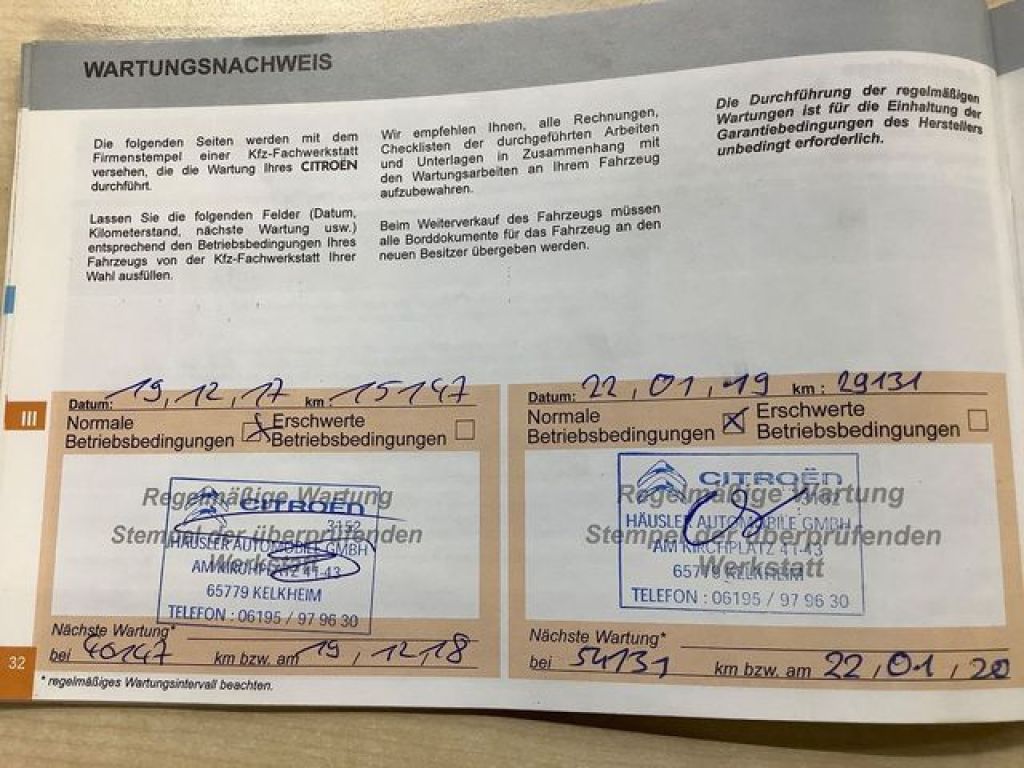 WARTUNGSNACHWEIS
Die folgenden Seiten werden mit dem
Firmenstempel einer Kfz-Fachwerkstatt
versehen, die die Wartung Ihres CITROËN
durchführt.
Lassen Sie die folgenden Felder (Datum,
Kilometerstand, nächste Wartung usw.)
entsprechend den Betriebsbedingungen Ihres
Fahrzeugs von der Kfz-Fachwerkstatt Ihrer
Wahl ausfüllen.
Wir empfehlen Ihnen, alle Rechnungen,
Checklisten der durchgeführten Arbeiten
und Unterlagen in Zusammenhang mit
den Wartungsarbeiten an Ihrem Fahrzeug
aufzubewahren.
Beim Weiterverkauf des Fahrzeugs müssen
alle Borddokumente für das Fahrzeug an den
neuen Besitzer übergeben werden.
Die Durchführung der regelmäßigen
Wartungen ist für die Einhaltung der
Garantiebedingungen des Herstellers
unbedingt erforderlich.
III
Datum: 19, 12, 17 km: 15147
Normale
Betriebsbedingungen
Erschwerte
Betriebsbedingungen
Regelmäßige Wartung
Stempel der überprüfenden
Werkstatt
CITROËN
3152
HÄUSLER AUTOMOBILE GMBH
AM KIRCHPLATZ 41-43
65779 KELKHEIM
TELEFON : 06195 / 97 96 30
Nächste Wartung*
bei 40147 km bzw. am 19, 12, 18
Datum: 22, 01, 19 km: 29131
Normale
Betriebsbedingungen
Erschwerte
Betriebsbedingungen
Regelmäßige Wartung
Stempel der überprüfenden
Werkstatt
CITROËN
3152
HÄUSLER AUTOMOBILE GMBH
AM KIRCHPLATZ 41-43
65779 KELKHEIM
TELEFON : 06195 / 97 96 30
Nächste Wartung*
bei 54131 km bzw. am 22, 01, 20
* regelmäßiges Wartungsintervall beachten.
32